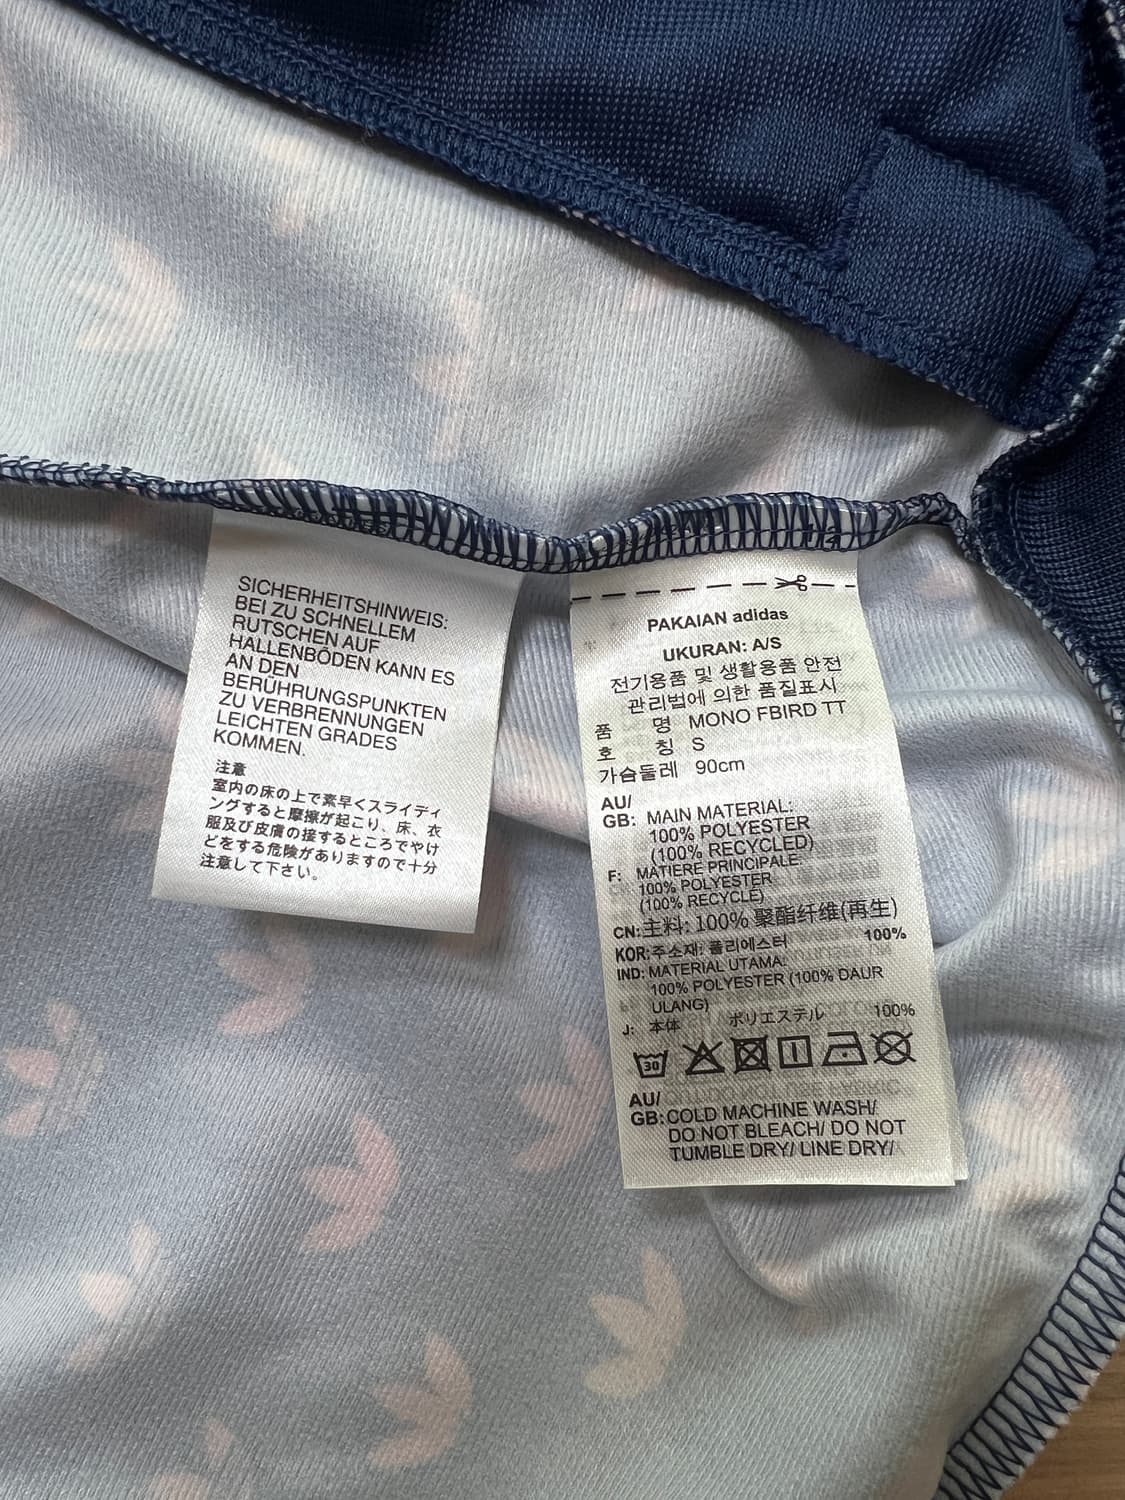 SICHERHEITSHINWEIS:
BEI ZU SCHNELLEM
RUTSCHEN AUF
HALLENBÖDEN KANN ES
AN DEN
BERÜHRUNGSPUNKTEN
ZU VERBRENNUNGEN
LEICHTEN GRADES
KOMMEN.
注意
室内の床の上で素早くスライディ
ングすると摩擦が起こり、床、衣
服及び皮膚の接するところでやけ
どをする危険がありますので十分
注意して下さい。
PAKAIAN adidas
UKURAN: A/S
전기용품 및 생활용품 안전
관리법에 의한 품질표시
품 명 MONO FBIRD TT
호 칭 S
가슴둘레 90cm
AU/
GB: MAIN MATERIAL:
100% POLYESTER
(100% RECYCLED)
F: MATIERE PRINCIPALE:
100% POLYESTER
(100% RECYCLÉ)
CN: 主料: 100% 聚酯纤维(再生)
KOR: 주소재: 폴리에스터 100%
IND: MATERIAL UTAMA:
100% POLYESTER (100% DAUR
ULANG)
J: 本体 ポリエステル 100%
30
AU/
GB: COLD MACHINE WASH/
DO NOT BLEACH/ DO NOT
TUMBLE DRY/ LINE DRY/